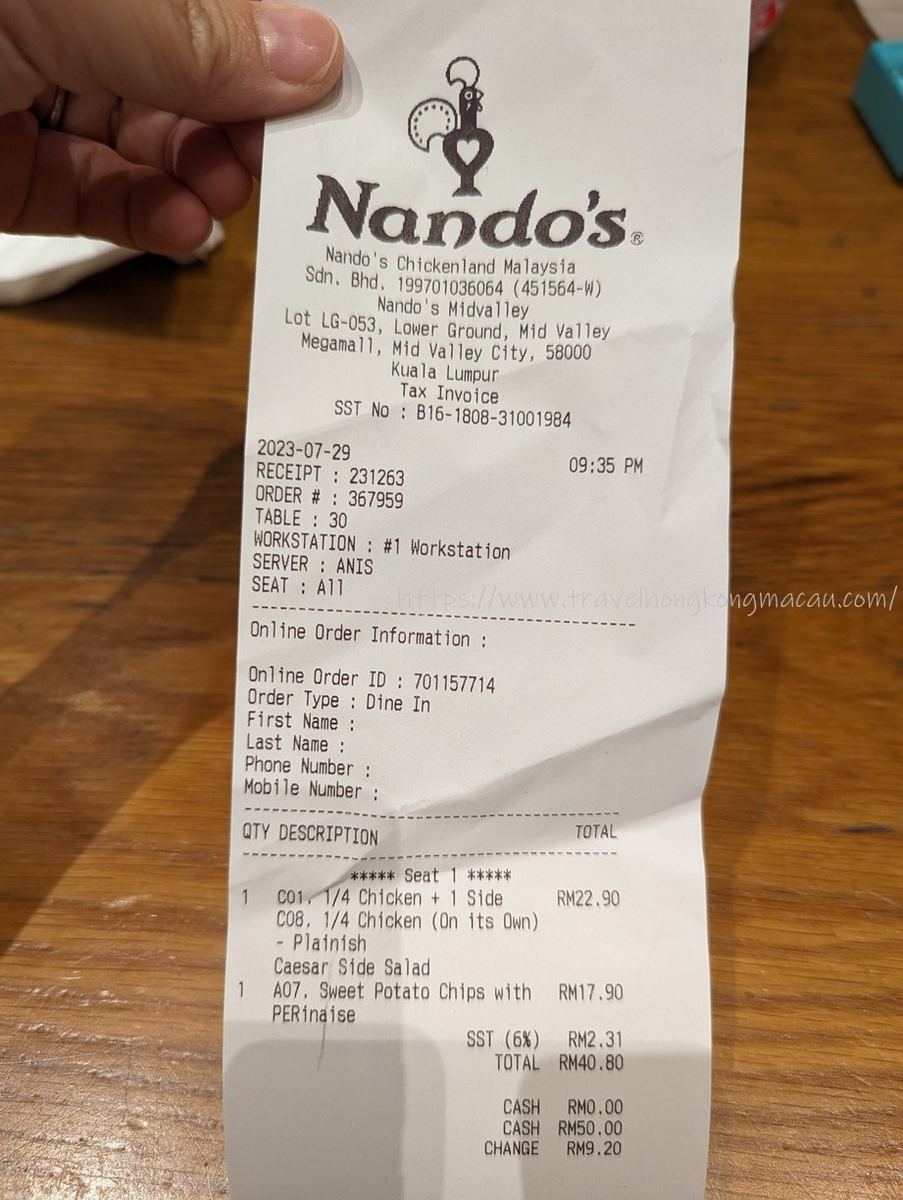 Nando's®
Nando's Chickenland Malaysia
Sdn. Bhd. 199701036064 (451564-W)
Nando's Midvalley
Lot LG-053, Lower Ground, Mid Valley
Megamall, Mid Valley City, 58000
Kuala Lumpur
Tax Invoice
SST No : B16-1808-31001984
2023-07-29 09:35 PM
RECEIPT : 231263
ORDER # : 367959
TABLE : 30
WORKSTATION : #1 Workstation
SERVER : ANIS
SEAT : All
https://www.travelhongkongmacau.com/
Online Order Information :
Online Order ID : 701157714
Order Type : Dine In
First Name :
Last Name :
Phone Number :
Mobile Number :
QTY DESCRIPTION TOTAL
***** Seat 1 *****
1 C01. 1/4 Chicken + 1 Side RM22.90
C08. 1/4 Chicken (On its Own)
- Plainish
Caesar Side Salad
1 A07. Sweet Potato Chips with RM17.90
PERinaise
SST (6%) RM2.31
TOTAL RM40.80
CASH RM0.00
CASH RM50.00
CHANGE RM9.20